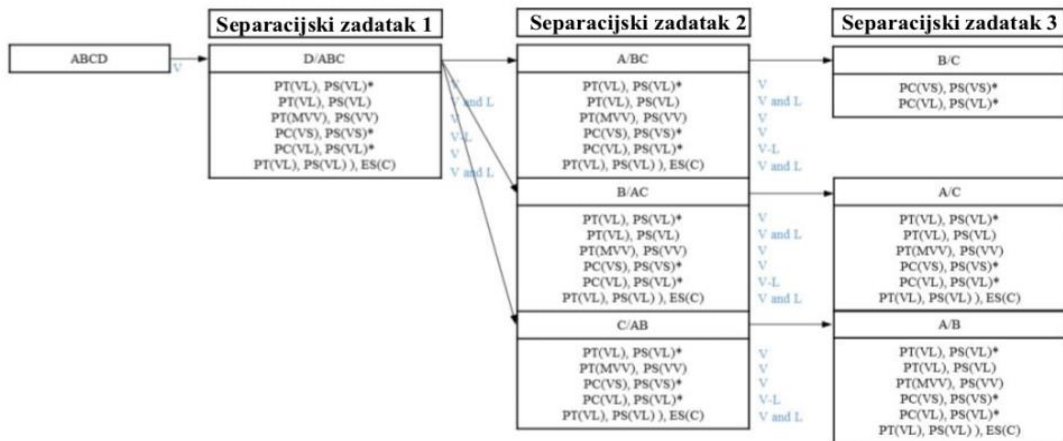 Separacijski zadatak 1
Separacijski zadatak 2
Separacijski zadatak 3
ABCD
V
D/ABC
PT(VL), PS(VL)*
PT(VL), PS(VL)
PT(MVV), PS(VV)
PC(VS), PS(VS)*
PC(VL), PS(VL)*
PT(VL), PS(VL) ), ES(C)
V
V and L
V
V-L
V
V and L
A/BC
PT(VL), PS(VL)*
PT(VL), PS(VL)
PT(MVV), PS(VV)
PC(VS), PS(VS)*
PC(VL), PS(VL)*
PT(VL), PS(VL) ), ES(C)
V
V and L
V
V
V-L
V and L
B/C
PC(VS), PS(VS)*
PC(VL), PS(VL)*
B/AC
PT(VL), PS(VL)*
PT(VL), PS(VL)
PT(MVV), PS(VV)
PC(VS), PS(VS)*
PC(VL), PS(VL)*
PT(VL), PS(VL) ), ES(C)
V
V and L
V
V
V-L
V and L
A/C
PT(VL), PS(VL)*
PT(VL), PS(VL)
PT(MVV), PS(VV)
PC(VS), PS(VS)*
PC(VL), PS(VL)*
PT(VL), PS(VL) ), ES(C)
C/AB
PT(VL), PS(VL)*
PT(MVV), PS(VV)
PC(VS), PS(VS)*
PC(VL), PS(VL)*
PT(VL), PS(VL) ), ES(C)
V
V
V
V-L
V and L
A/B
PT(VL), PS(VL)*
PT(VL), PS(VL)
PT(MVV), PS(VV)
PC(VS), PS(VS)*
PC(VL), PS(VL)*
PT(VL), PS(VL) ), ES(C)